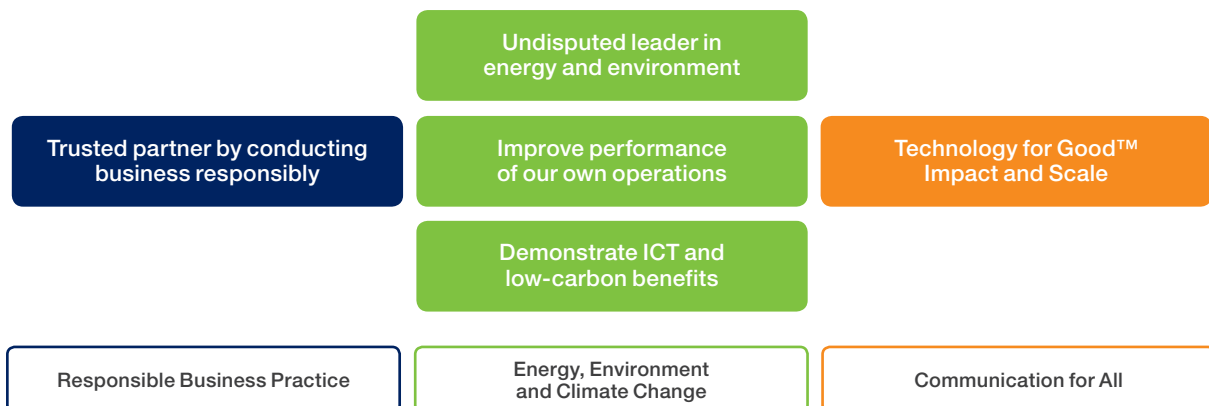 Undisputed leader in
energy and environment
Trusted partner by conducting
business responsibly
Improve performance
of our own operations
Technology for Good™
Impact and Scale
Demonstrate ICT and
low-carbon benefits
Responsible Business Practice
Energy, Environment
and Climate Change
Communication for All